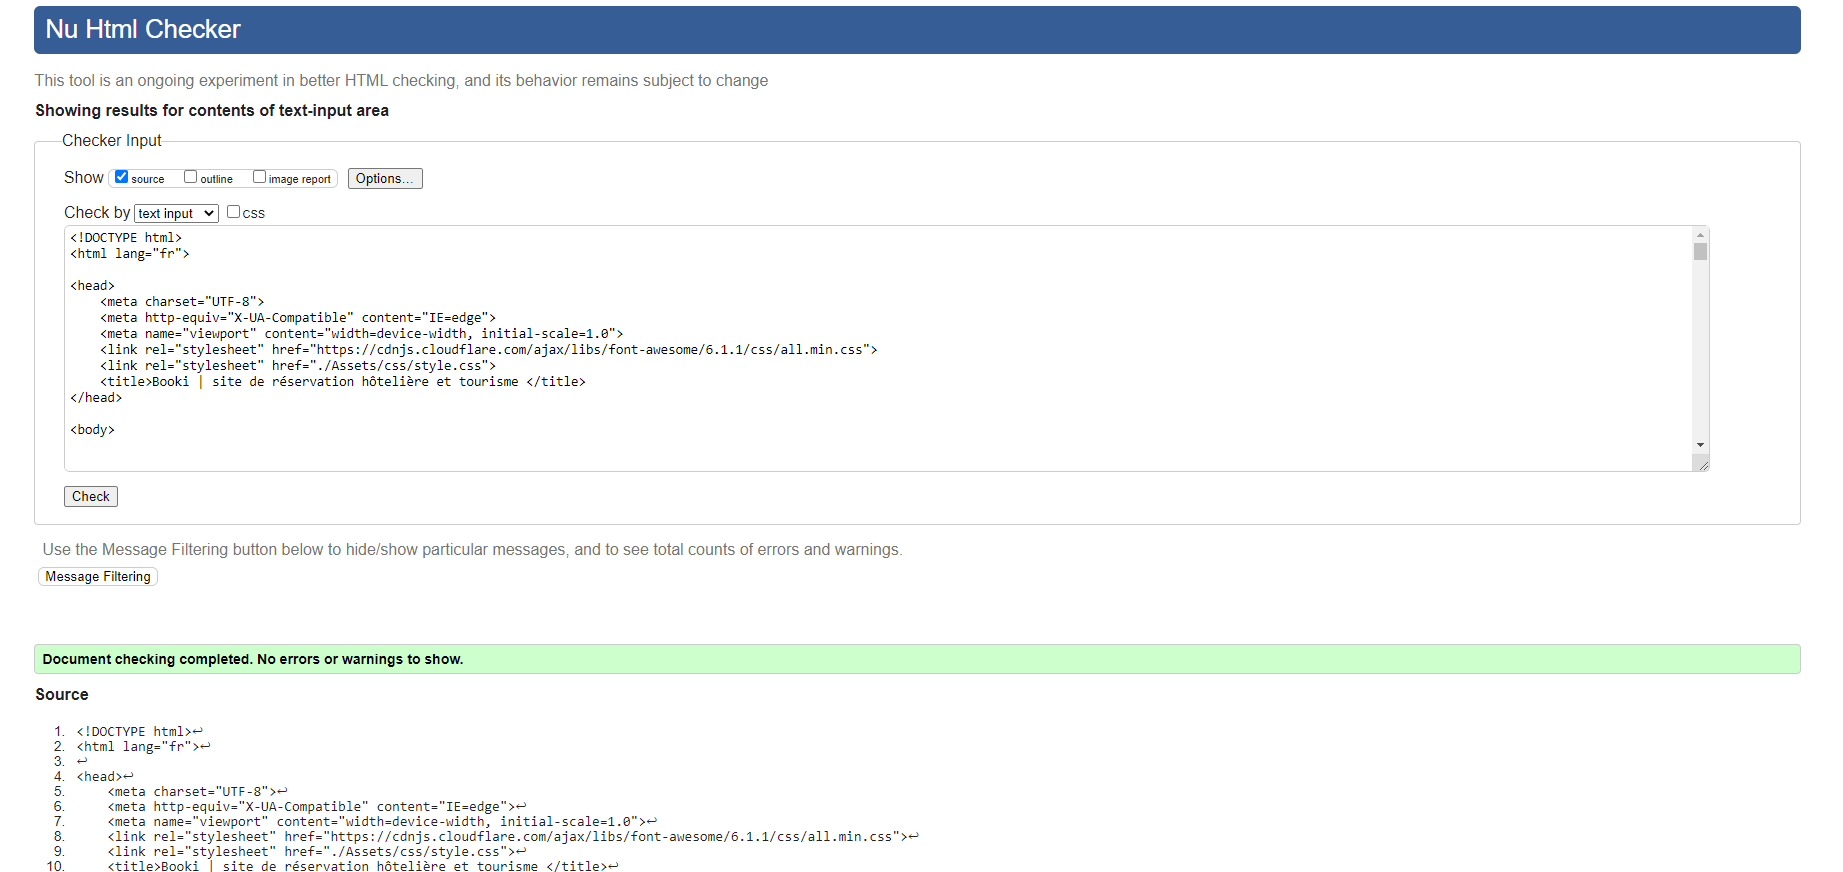 Nu Html Checker
This tool is an ongoing experiment in better HTML checking, and its behavior remains subject to change
Showing results for contents of text-input area
Checker Input
Show source outline image report Options...
Check by text input css
<!DOCTYPE html>
<html lang="fr">
<head>
    <meta charset="UTF-8">
    <meta http-equiv="X-UA-Compatible" content="IE=edge">
    <meta name="viewport" content="width=device-width, initial-scale=1.0">
    <link rel="stylesheet" href="https://cdnjs.cloudflare.com/ajax/libs/font-awesome/6.1.1/css/all.min.css">
    <link rel="stylesheet" href="./Assets/css/style.css">
    <title>Booki | site de réservation hôtelière et tourisme </title>
</head>
<body>
Check
Use the Message Filtering button below to hide/show particular messages, and to see total counts of errors and warnings.
Message Filtering
Document checking completed. No errors or warnings to show.
Source
1. <!DOCTYPE html>↩
2. <html lang="fr">↩
3. ↩
4. <head>↩
5.     <meta charset="UTF-8">↩
6.     <meta http-equiv="X-UA-Compatible" content="IE=edge">↩
7.     <meta name="viewport" content="width=device-width, initial-scale=1.0">↩
8.     <link rel="stylesheet" href="https://cdnjs.cloudflare.com/ajax/libs/font-awesome/6.1.1/css/all.min.css">↩
9.     <link rel="stylesheet" href="./Assets/css/style.css">↩
10.     <title>Booki | site de réservation hôtelière et tourisme </title>↩